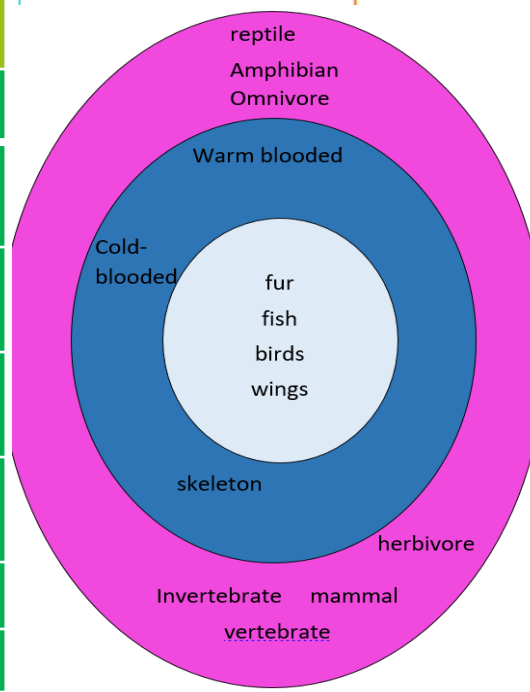 reptile
Amphibian
Omnivore
Warm blooded
Cold-
blooded
fur
fish
birds
wings
skeleton
herbivore
Invertebrate mammal
vertebrate